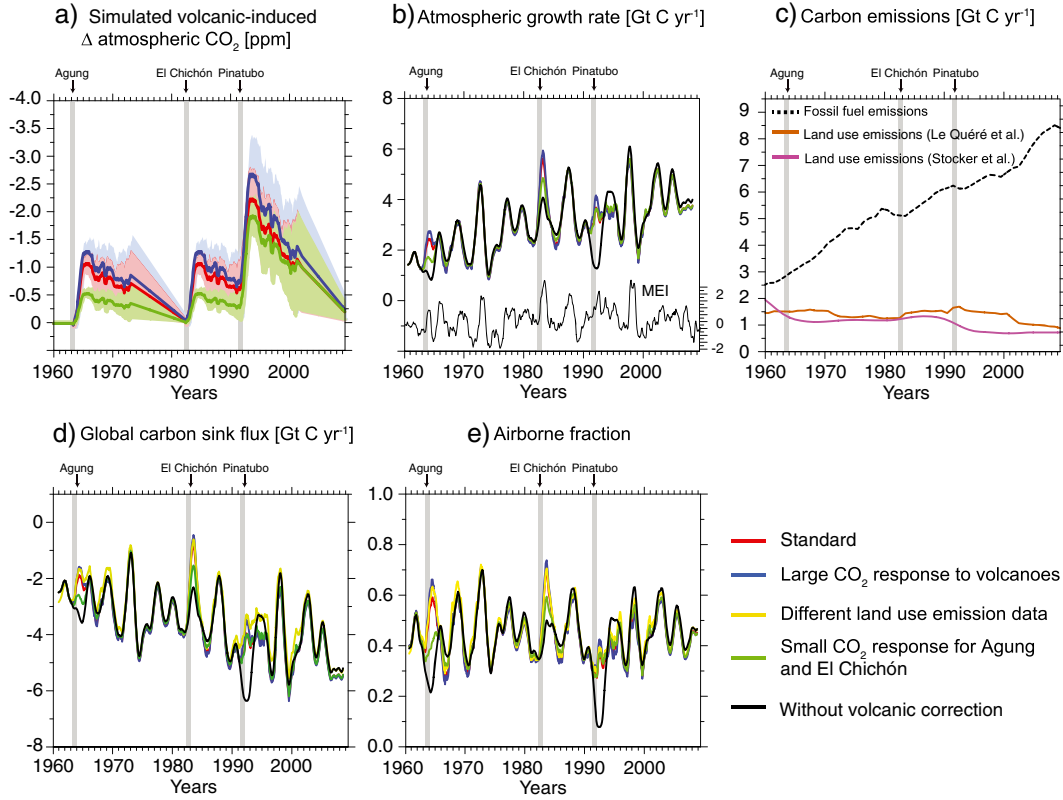 a) Simulated volcanic-induced
Δ atmospheric CO2 [ppm]
Agung El Chichón Pinatubo
-4.0
-3.5
-3.0
-2.5
-2.0
-1.5
-1.0
-0.5
0
1960 1970 1980 1990 2000
Years
b) Atmospheric growth rate [Gt C yr-1]
Agung El Chichón Pinatubo
8
6
4
2
0
MEI
2
0
-2
1960 1970 1980 1990 2000
Years
c) Carbon emissions [Gt C yr-1]
Agung El Chichón Pinatubo
9
8
7
6
5
4
3
2
1
0
Fossil fuel emissions
Land use emissions (Le Quéré et al.)
Land use emissions (Stocker et al.)
1960 1970 1980 1990 2000
Years
d) Global carbon sink flux [Gt C yr-1]
Agung El Chichón Pinatubo
0
-2
-4
-6
-8
1960 1970 1980 1990 2000
Years
e) Airborne fraction
Agung El Chichón Pinatubo
1.0
0.8
0.6
0.4
0.2
0.0
1960 1970 1980 1990 2000
Years
Standard
Large CO2 response to volcanoes
Different land use emission data
Small CO2 response for Agung
and El Chichón
Without volcanic correction